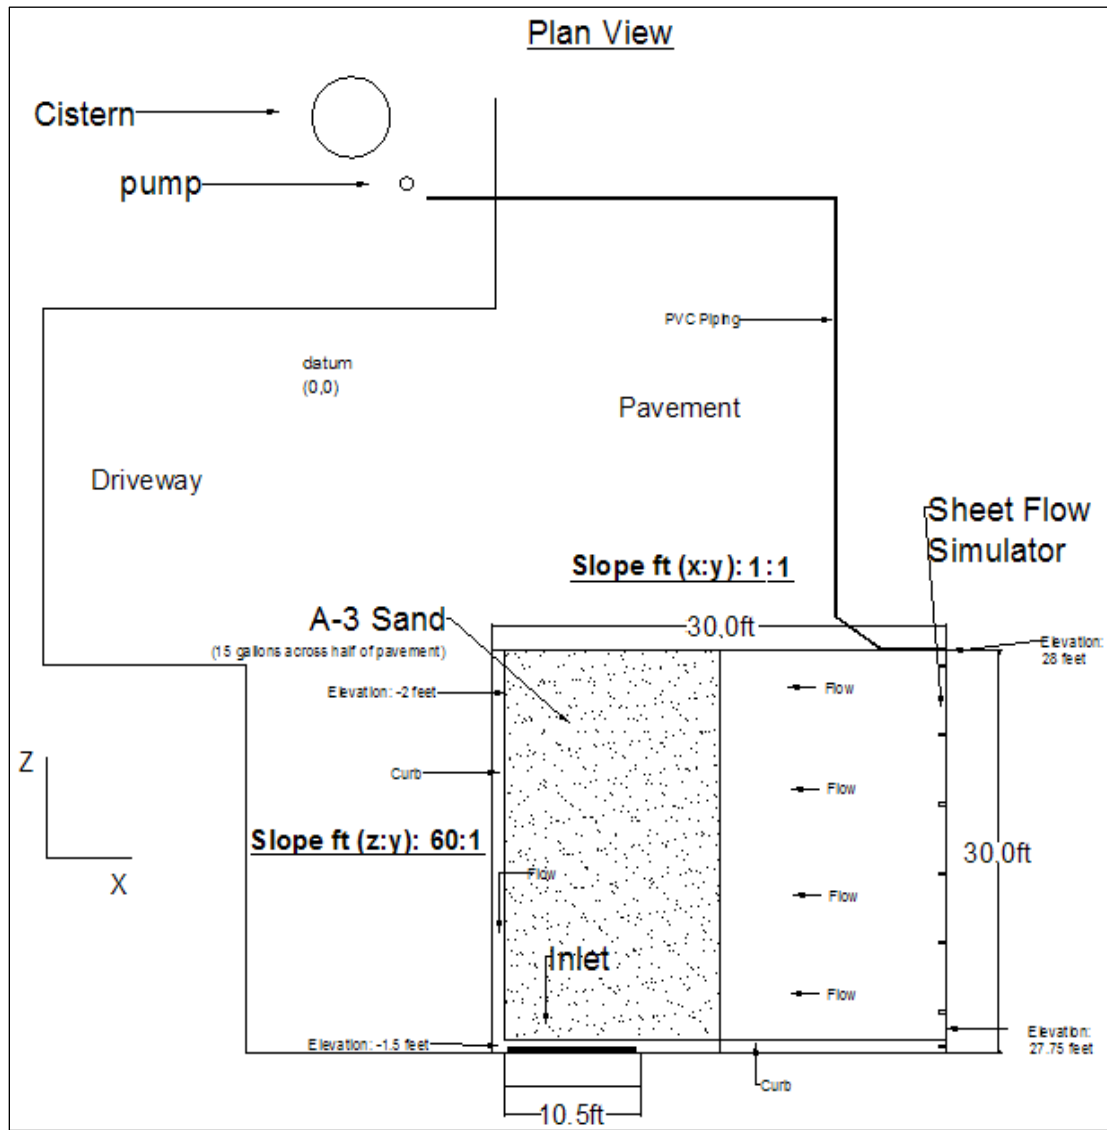 Plan View
Cistern
pump
PVC Piping
datum
(0,0)
Pavement
Driveway
Sheet Flow
Simulator
Slope ft (x:y): 1:1
A-3 Sand
(15 gallons across half of pavement)
30.0ft
Elevation:
28 feet
Elevation: -2 feet
Flow
Z
Curb
Flow
Slope ft (z:y): 60:1
30.0ft
X
Flow
Flow
Inlet
Flow
Elevation: -1.5 feet
Elevation:
27.75 feet
Curb
10.5ft